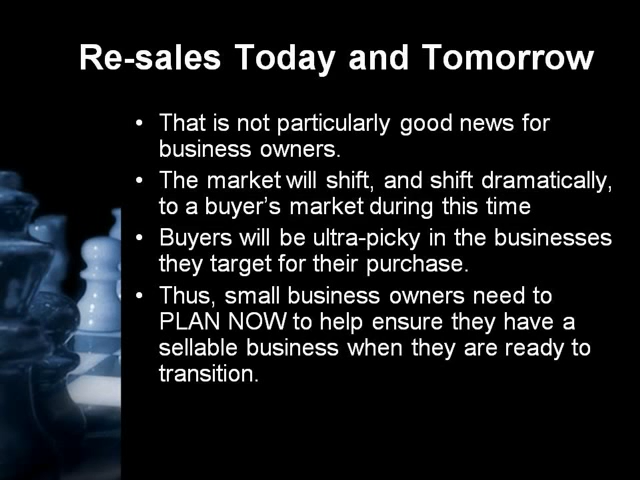 Re-sales Today and Tomorrow
• That is not particularly good news for
business owners.
• The market will shift, and shift dramatically,
to a buyer’s market during this time
• Buyers will be ultra-picky in the businesses
they target for their purchase.
• Thus, small business owners need to
PLAN NOW to help ensure they have a
sellable business when they are ready to
transition.